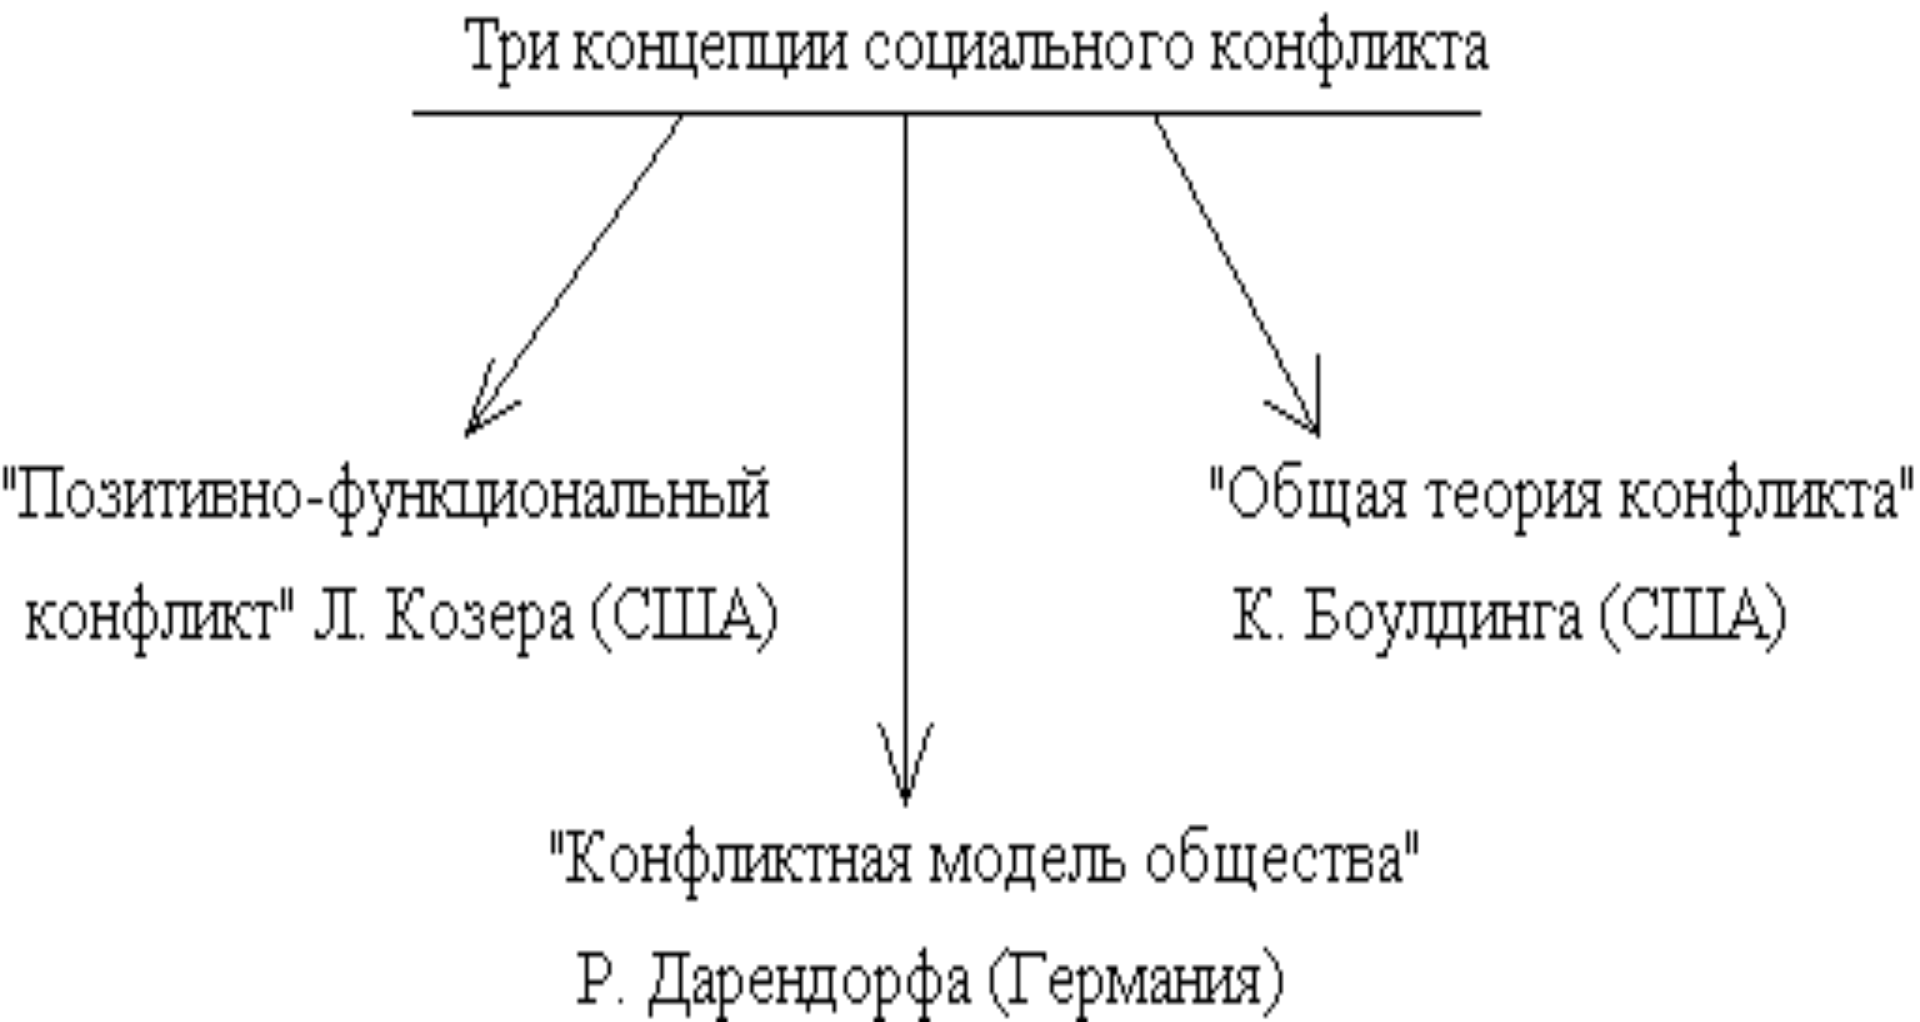 Три концепции социального конфликта
"Позитивно-функциональный
конфликт" Л. Козера (США)
"Общая теория конфликта"
К. Боулдинга (США)
"Конфликтная модель общества"
Р. Дарендорфа (Германия)